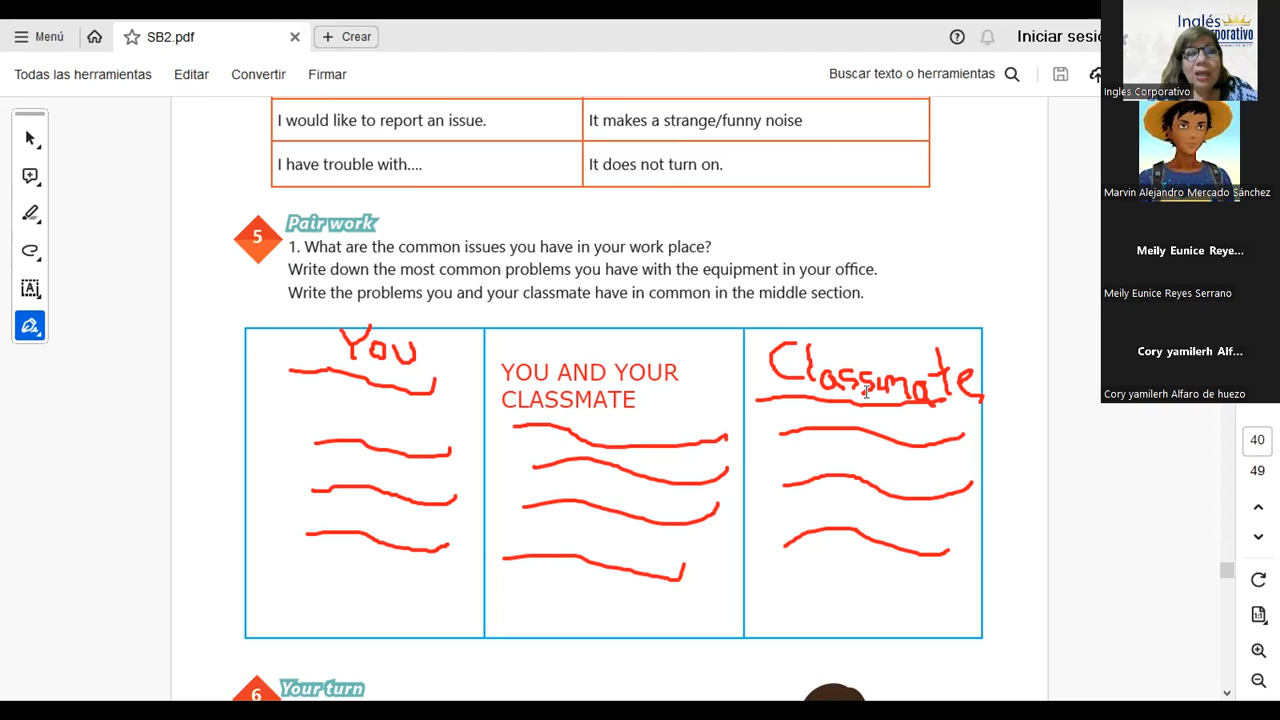 Menú
SB2.pdf
Crear
Iniciar sesió
Todas las herramientas
Editar
Convertir
Firmar
Buscar texto o herramientas
I would like to report an issue.
It makes a strange/funny noise
I have trouble with....
It does not turn on.
5
Pair work
1. What are the common issues you have in your work place?
Write down the most common problems you have with the equipment in your office.
Write the problems you and your classmate have in common in the middle section.
You
YOU AND YOUR
CLASSMATE
Classmate
6
Your turn
40
49
Inglés
Corporativo
Ingles Corporativo
Marvin Alejandro Mercado Sánchez
Meily Eunice Reye...
Meily Eunice Reyes Serrano
Cory yamilerh Alf...
Cory yamilerh Alfaro de huezo